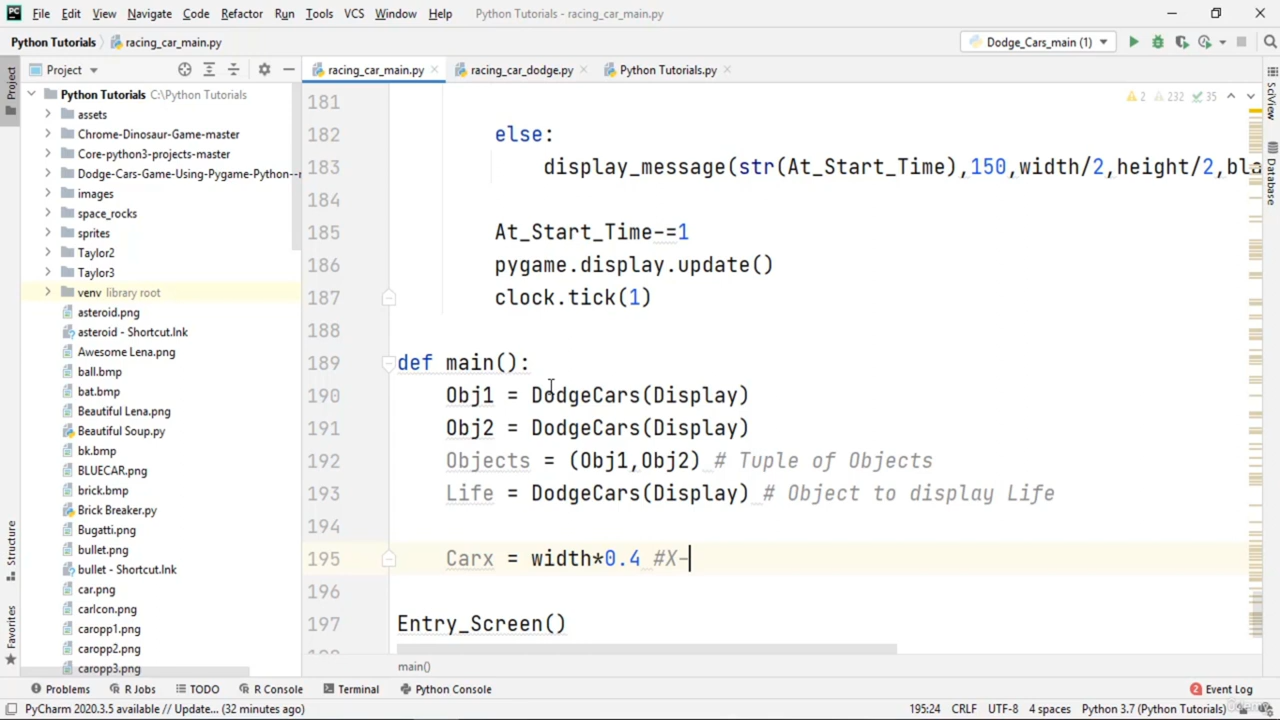 File Edit View Navigate Code Refactor Run Tools VCS Window Help Python Tutorials - racing_car_main.py
Python Tutorials racing_car_main.py Dodge_Cars_main (1)
Project racing_car_main.py racing_car_dodge.py Python Tutorials.py
Project
Structure
Favorites
SciView
Database
Python Tutorials C:\Python Tutorials
assets
Chrome-Dinosaur-Game-master
Core-python3-projects-master
Dodge-Cars-Game-Using-Pygame-Python--
images
space_rocks
sprites
Taylor2
Taylor3
venv library root
asteroid.png
asteroid - Shortcut.lnk
Awesome Lena.png
ball.bmp
bat.bmp
Beautiful Lena.png
Beautiful Soup.py
bk.bmp
BLUECAR.png
brick.bmp
Brick Breaker.py
Bugatti.png
bullet.png
bullet - Shortcut.lnk
car.png
carIcon.png
caropp1.png
caropp2.png
caropp3.png
2 232 35
181
182 else:
183 display_message(str(At_Start_Time),150,width/2,height/2,bla
184
185 At_Start_Time-=1
186 pygame.display.update()
187 clock.tick(1)
188
189 def main():
190 Obj1 = DodgeCars(Display)
191 Obj2 = DodgeCars(Display)
192 Objects = (Obj1,Obj2) # Tuple of Objects
193 Life = DodgeCars(Display) # Object to display Life
194
195 Carx = width*0.4 #X-
196
197 Entry_Screen()
main()
Problems R Jobs TODO R Console Terminal Python Console Event Log
PyCharm 2020.3.5 available // Update... (32 minutes ago) 195:24 CRLF UTF-8 4 spaces Python 3.7 (Python Tutorials)